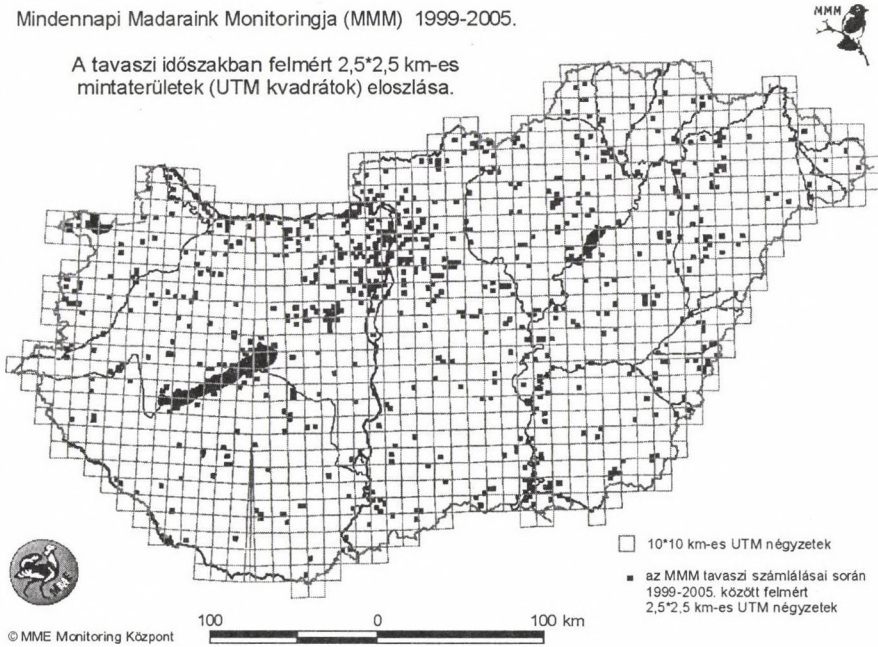 Mindennapi Madaraink Monitoringja (MMM) 1999-2005.
MMM
A tavaszi időszakban felmért 2,5*2,5 km-es
mintaterületek (UTM kvadrátok) eloszlása.
10*10 km-es UTM négyzetek
az MMM tavaszi számlálásai során
1999-2005. között felmért
2,5*2,5 km-es UTM négyzetek
MME
© MME Monitoring Központ
100 0 100 km